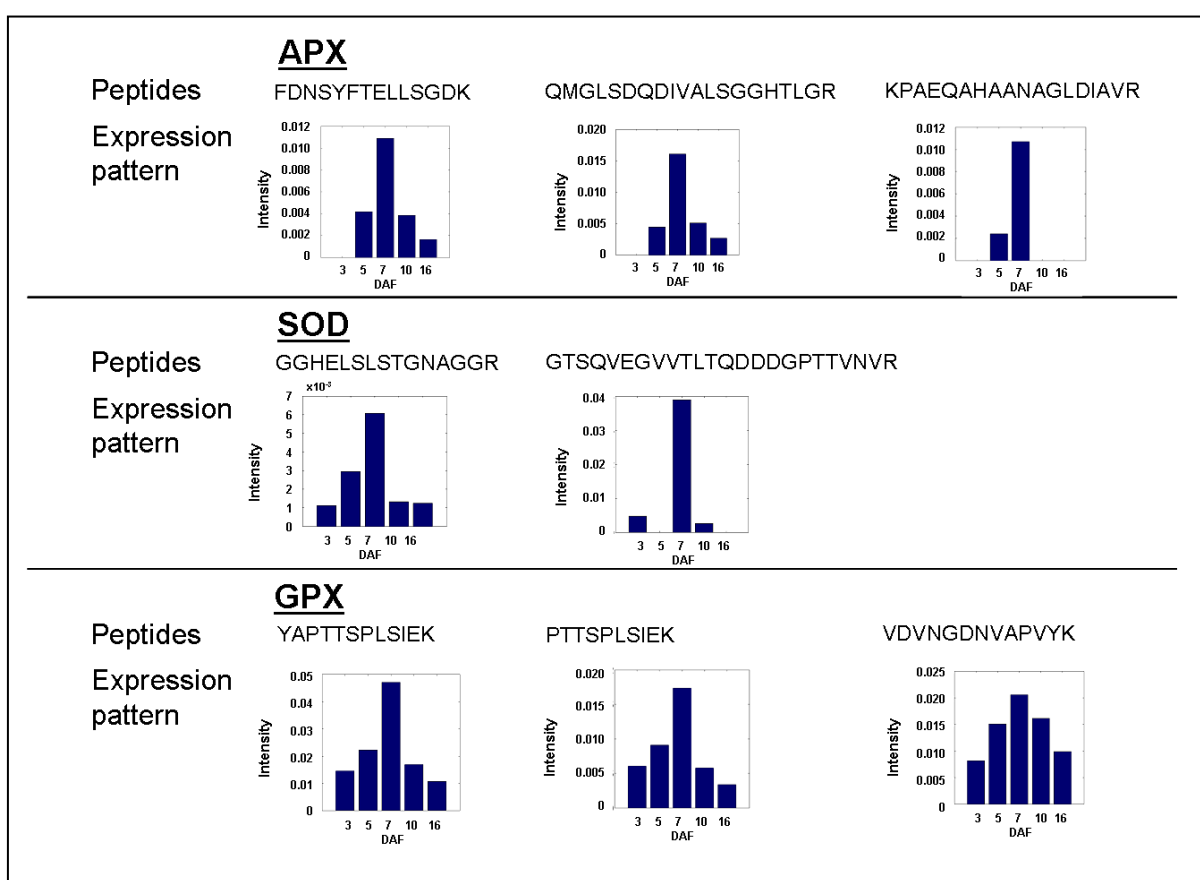 APX
Peptides FDNSYFTELLSGDK QMGLSDQDIVALSGGHTLGR KPAEQAHAANAGLDIAVR
Expression
pattern
0.012
0.010
0.008
0.006
0.004
0.002
0
Intensity
3 5 7 10 16
DAF
0.020
0.015
0.010
0.005
0
Intensity
3 5 7 10 16
DAF
0.012
0.010
0.008
0.006
0.004
0.002
0
Intensity
3 5 7 10 16
DAF
SOD
Peptides GGHELSLSTGNAGGR GTSQVEGVVTLTQDDDGPTTVNVR
Expression
pattern
x10⁻³
7
6
5
4
3
2
1
0
Intensity
3 5 7 10 16
DAF
0.04
0.03
0.02
0.01
0
Intensity
3 5 7 10 16
DAF
GPX
Peptides YAPTTSPLSIEK PTTSPLSIEK VDVNGDNVAPVYK
Expression
pattern
0.05
0.04
0.03
0.02
0.01
0
Intensity
3 5 7 10 16
DAF
0.020
0.015
0.010
0.005
0
Intensity
3 5 7 10 16
DAF
0.025
0.020
0.015
0.010
0.005
0
Intensity
3 5 7 10 16
DAF